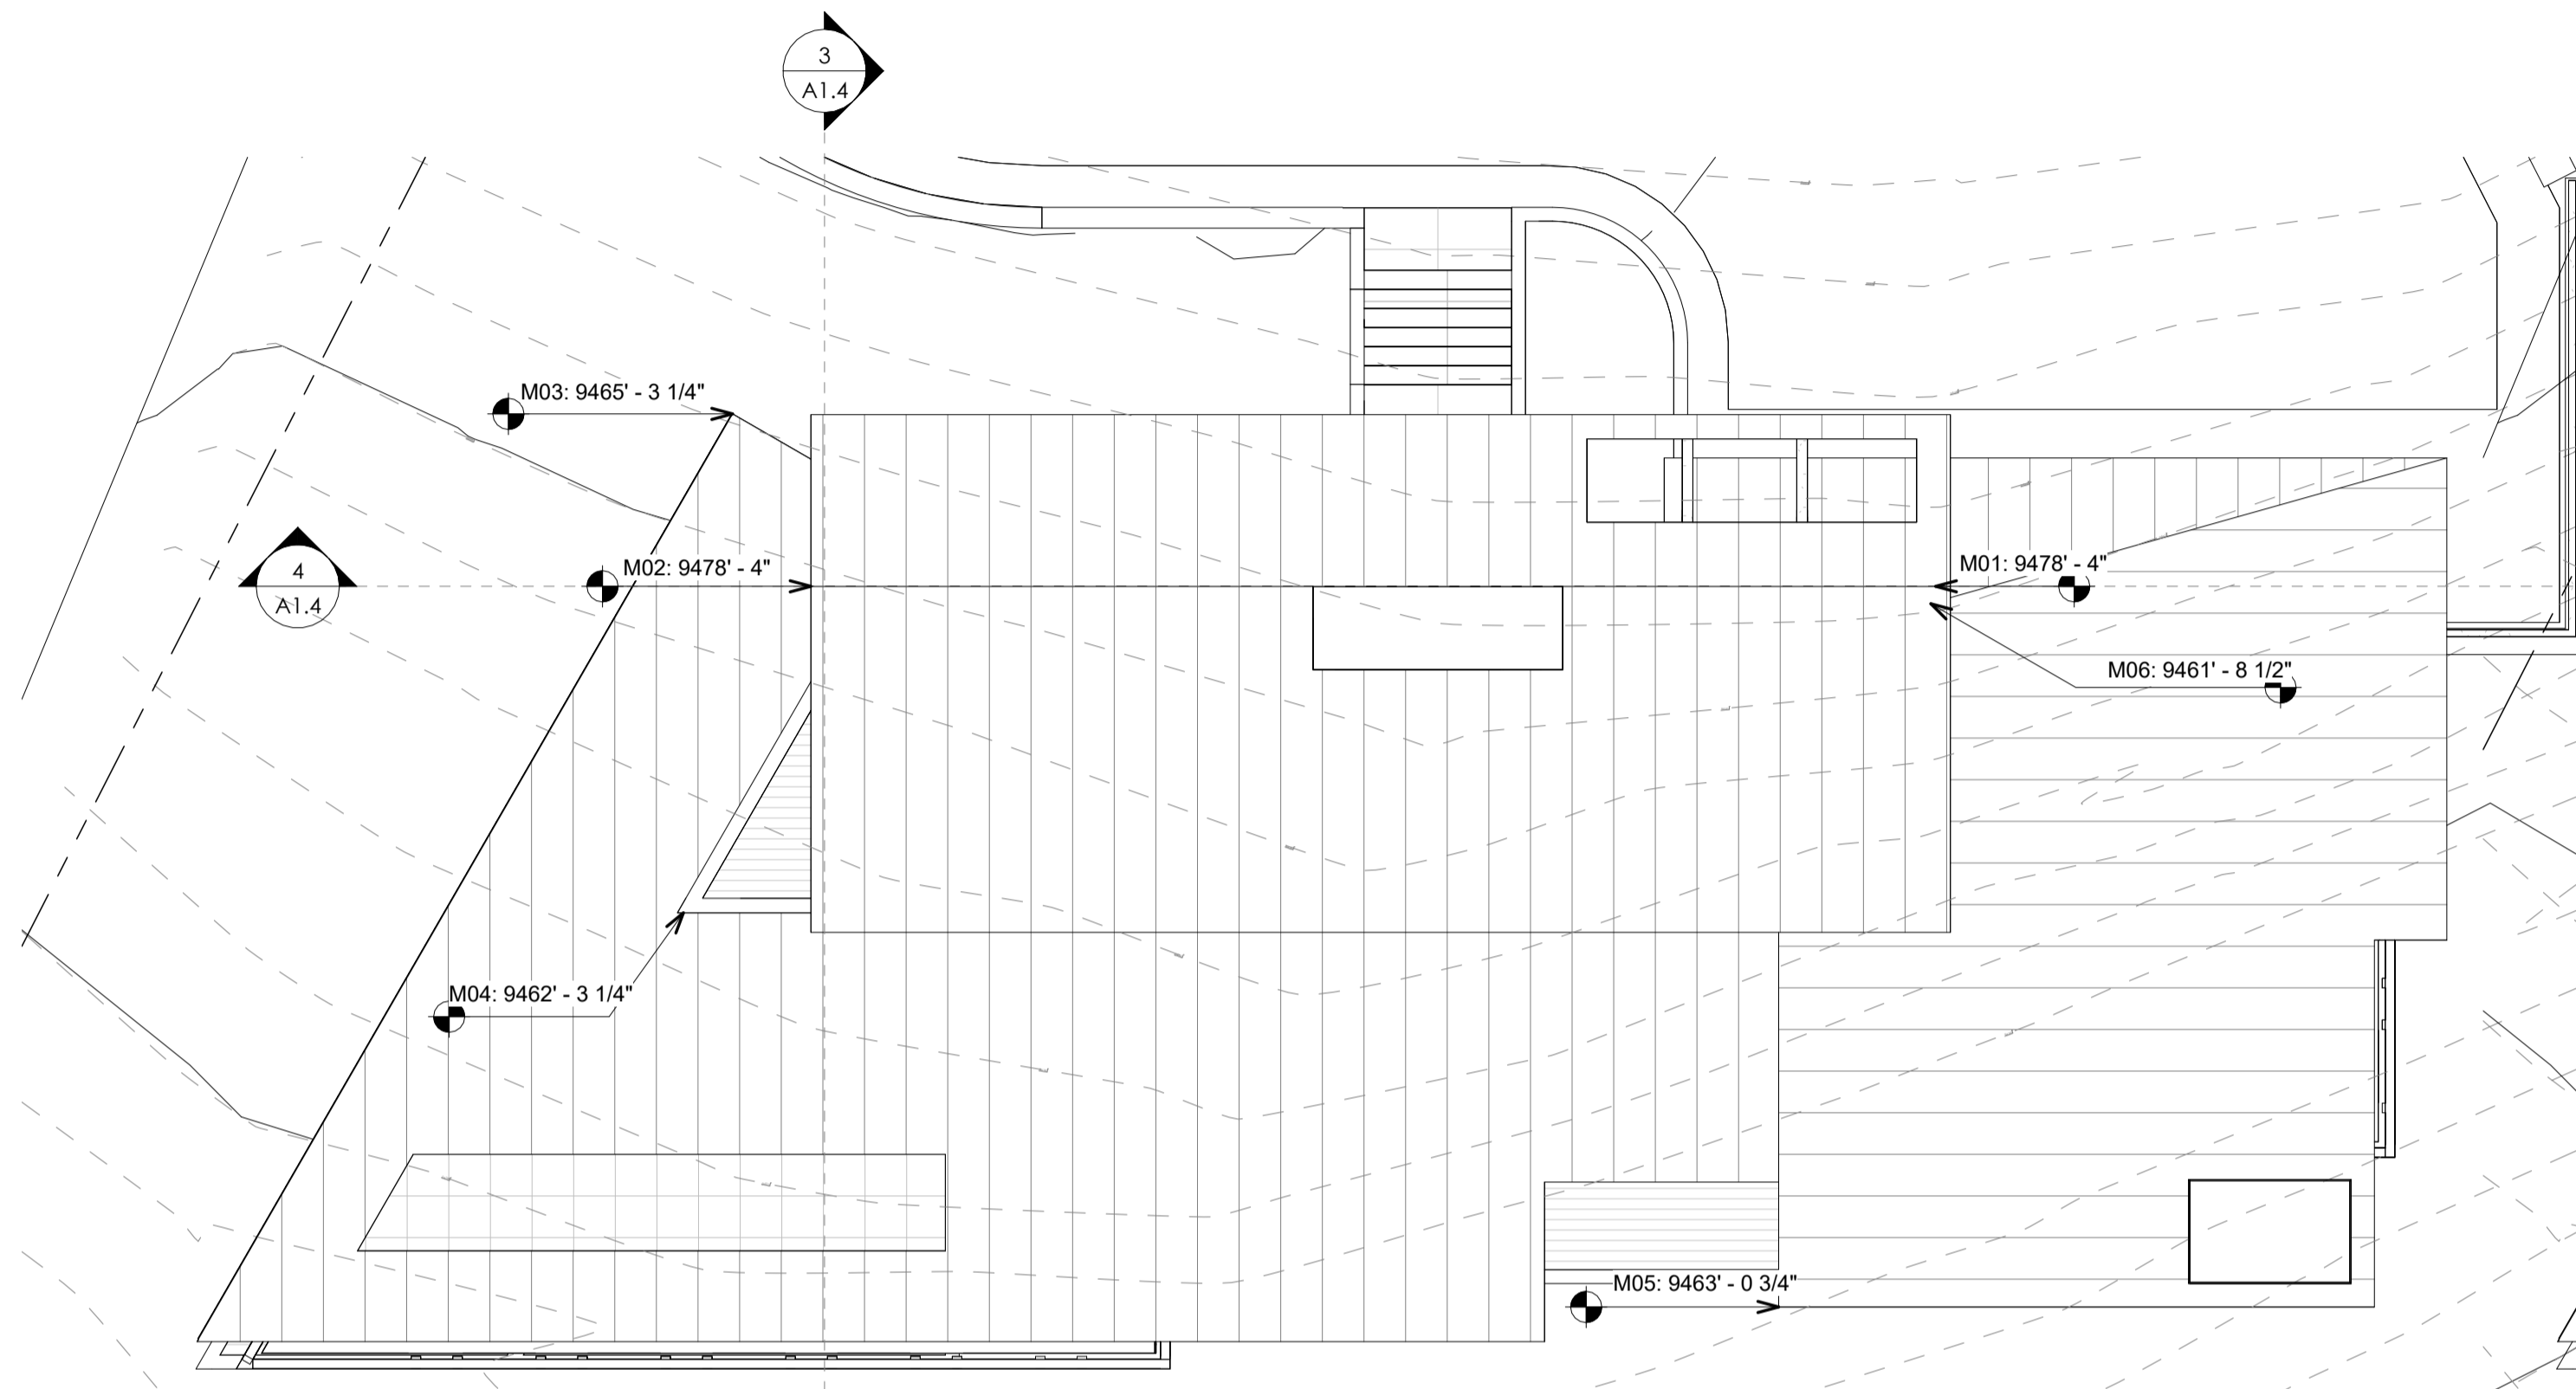 3
A1.4
M03: 9465' - 3 1/4"
M02: 9478' - 4"
M01: 9478' - 4"
4
A1.4
M06: 9461' - 8 1/2"
M04: 9462' - 3 1/4"
M05: 9463' - 0 3/4"